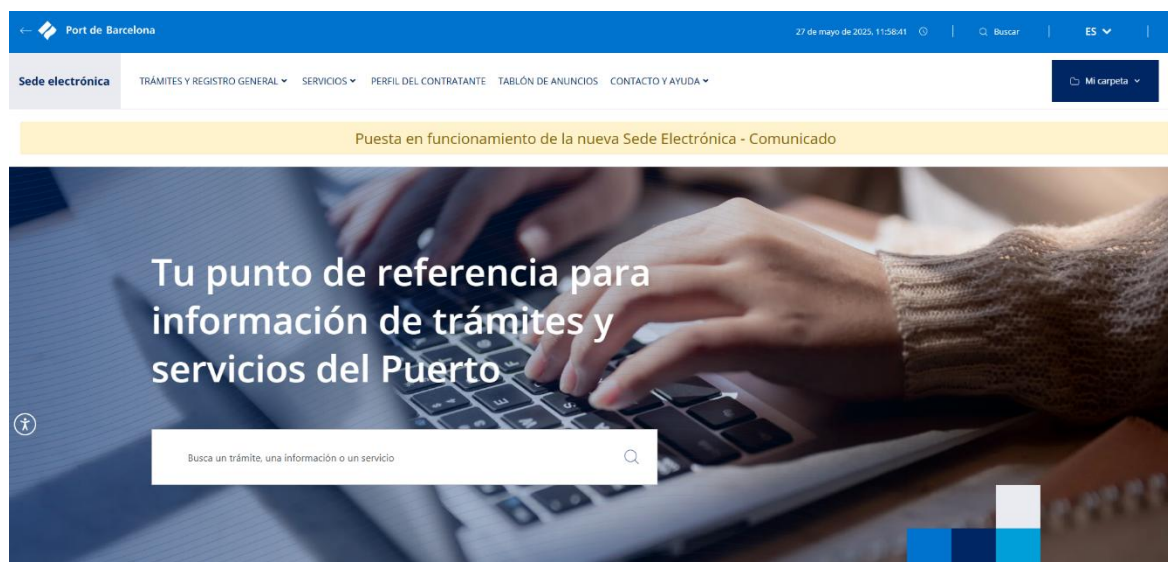 Port de Barcelona
27 de mayo de 2025, 11:58:41
Buscar
ES
Sede electrónica
TRÁMITES Y REGISTRO GENERAL
SERVICIOS
PERFIL DEL CONTRATANTE
TABLÓN DE ANUNCIOS
CONTACTO Y AYUDA
Mi carpeta
Puesta en funcionamiento de la nueva Sede Electrónica - Comunicado
Tu punto de referencia para
información de trámites y
servicios del Puerto
Busca un trámite, una información o un servicio